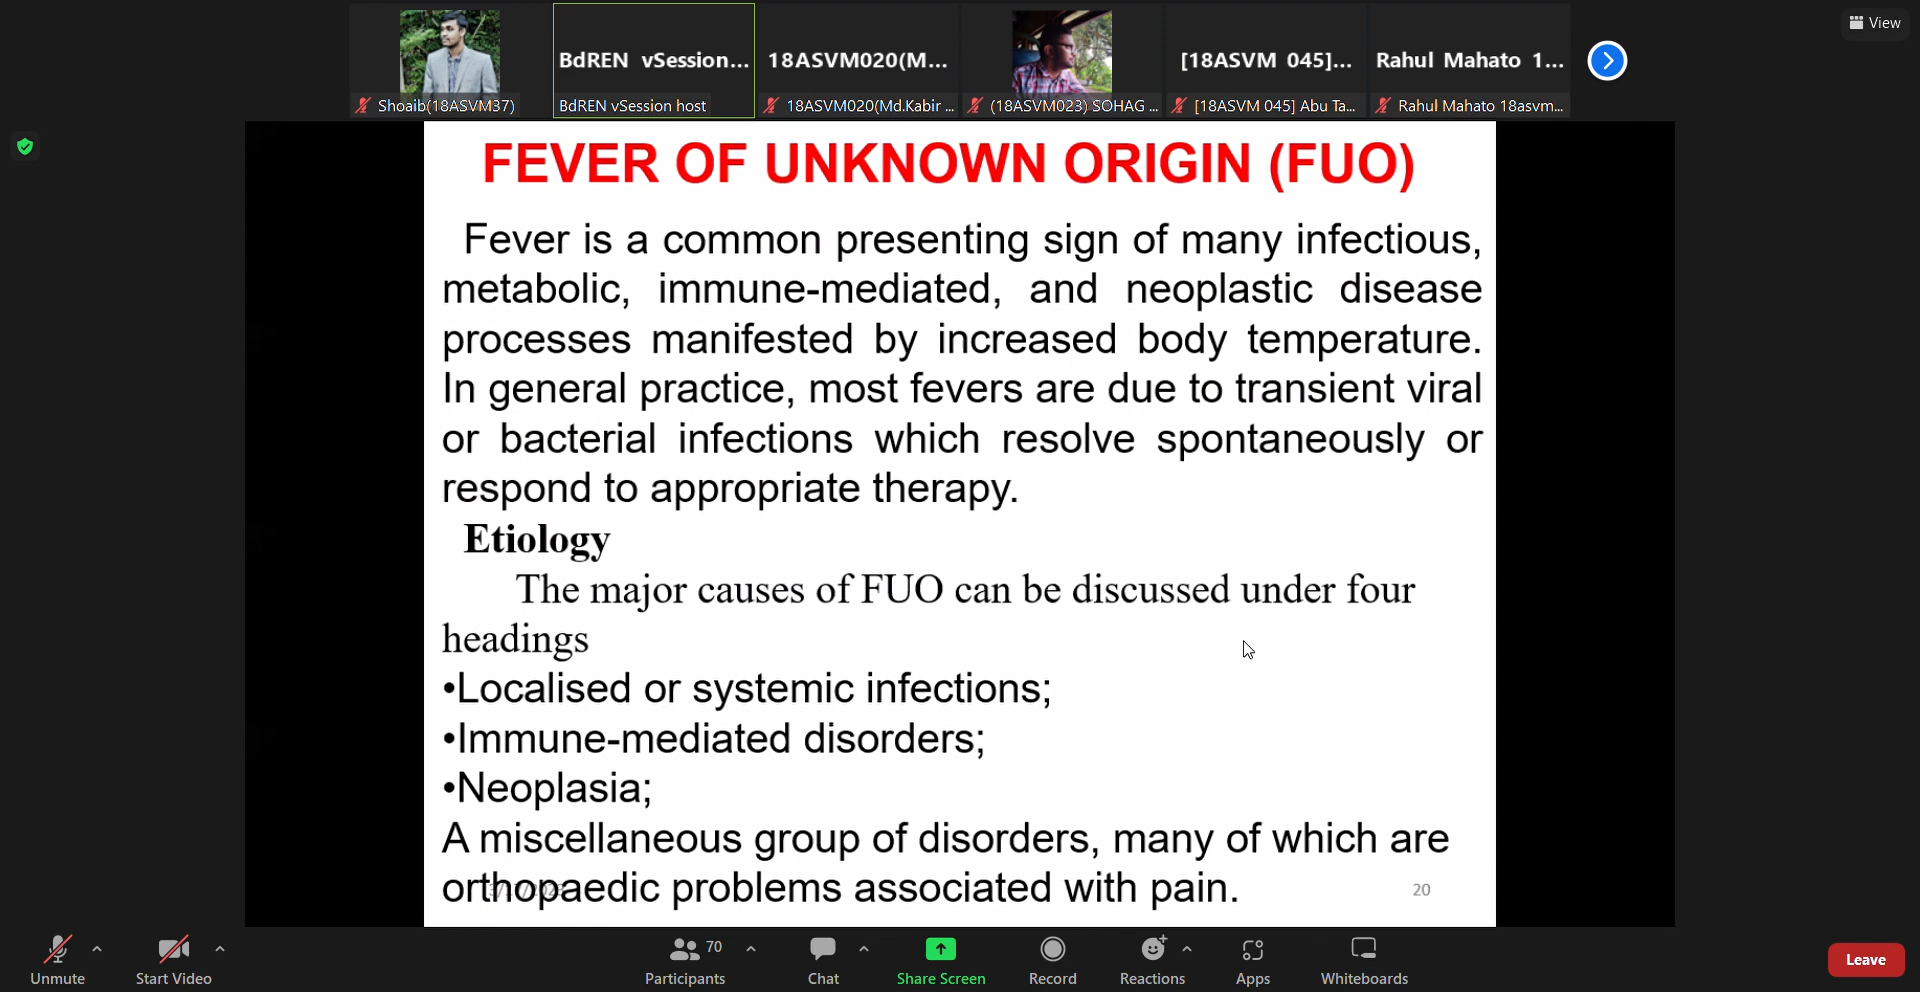 View
BdREN vSession...
18ASVM020(M...
[18ASVM 045]...
Rahul Mahato 1...
Shoaib(18ASVM37)
BdREN vSession host
18ASVM020(Md.Kabir ...
(18ASVM023) SOHAG ...
[18ASVM 045] Abu Ta...
Rahul Mahato 18asvm...
FEVER OF UNKNOWN ORIGIN (FUO)
Fever is a common presenting sign of many infectious,
metabolic, immune-mediated, and neoplastic disease
processes manifested by increased body temperature.
In general practice, most fevers are due to transient viral
or bacterial infections which resolve spontaneously or
respond to appropriate therapy.
Etiology
The major causes of FUO can be discussed under four
headings
•Localised or systemic infections;
•Immune-mediated disorders;
•Neoplasia;
A miscellaneous group of disorders, many of which are
orthopaedic problems associated with pain.
20
Unmute
Start Video
70
Participants
Chat
Share Screen
Record
Reactions
Apps
Whiteboards
Leave